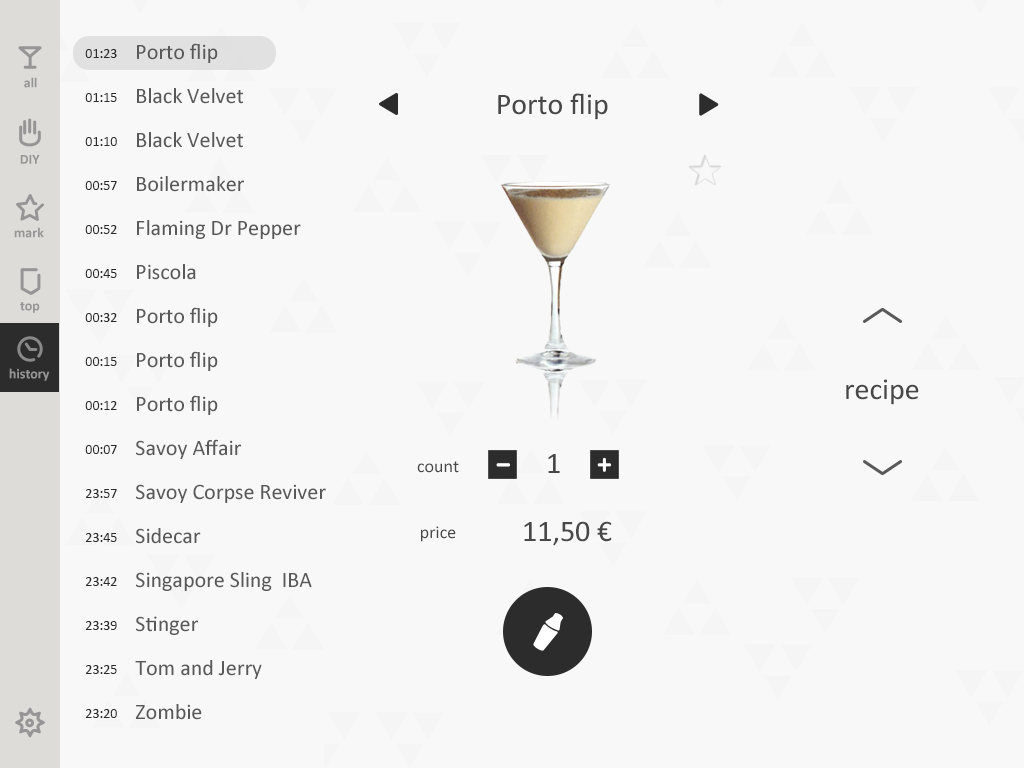 all
DIY
mark
top
history
01:23 Porto flip
01:15 Black Velvet
01:10 Black Velvet
00:57 Boilermaker
00:52 Flaming Dr Pepper
00:45 Piscola
00:32 Porto flip
00:15 Porto flip
00:12 Porto flip
00:07 Savoy Affair
23:57 Savoy Corpse Reviver
23:45 Sidecar
23:42 Singapore Sling IBA
23:39 Stinger
23:25 Tom and Jerry
23:20 Zombie
Porto flip
count 1
price 11,50 €
recipe